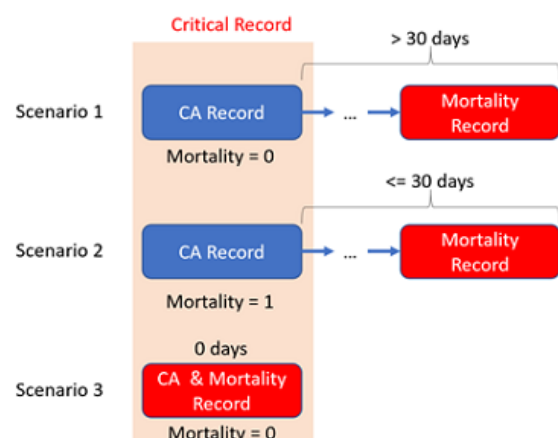 Critical Record
> 30 days
Scenario 1
CA Record
...
Mortality
Record
Mortality = 0
<= 30 days
Scenario 2
CA Record
...
Mortality
Record
Mortality = 1
0 days
Scenario 3
CA & Mortality
Record
Mortality = 0